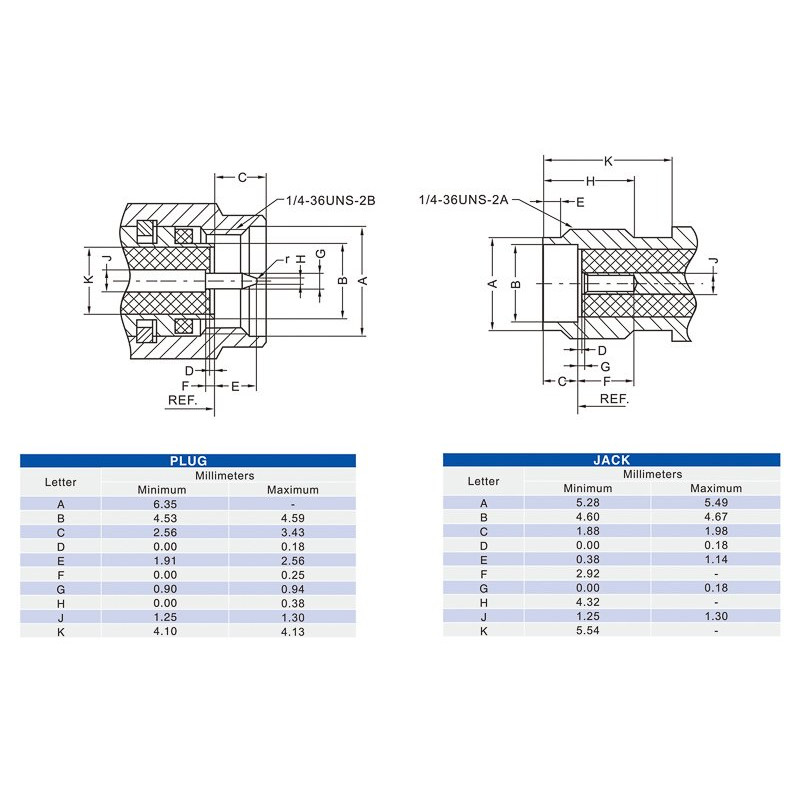 C
1/4-36UNS-2B
J
K
r
H
G
B
A
D
F
E
REF.
K
H
E
1/4-36UNS-2A
A
B
J
D
G
C
F
REF.
PLUG
Letter Millimeters
Minimum Maximum
A 6.35 -
B 4.53 4.59
C 2.56 3.43
D 0.00 0.18
E 1.91 2.56
F 0.00 0.25
G 0.90 0.94
H 0.00 0.38
J 1.25 1.30
K 4.10 4.13
JACK
Letter Millimeters
Minimum Maximum
A 5.28 5.49
B 4.60 4.67
C 1.88 1.98
D 0.00 0.18
E 0.38 1.14
F 2.92 -
G 0.00 0.18
H 4.32 -
J 1.25 1.30
K 5.54 -